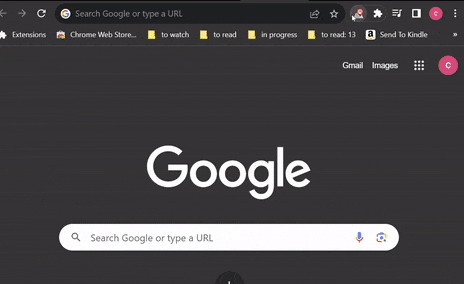 Search Google or type a URL
Extensions Chrome Web Store... to watch to read in progress to read: 13 Send To Kindle »
Gmail Images C
Google
Search Google or type a URL